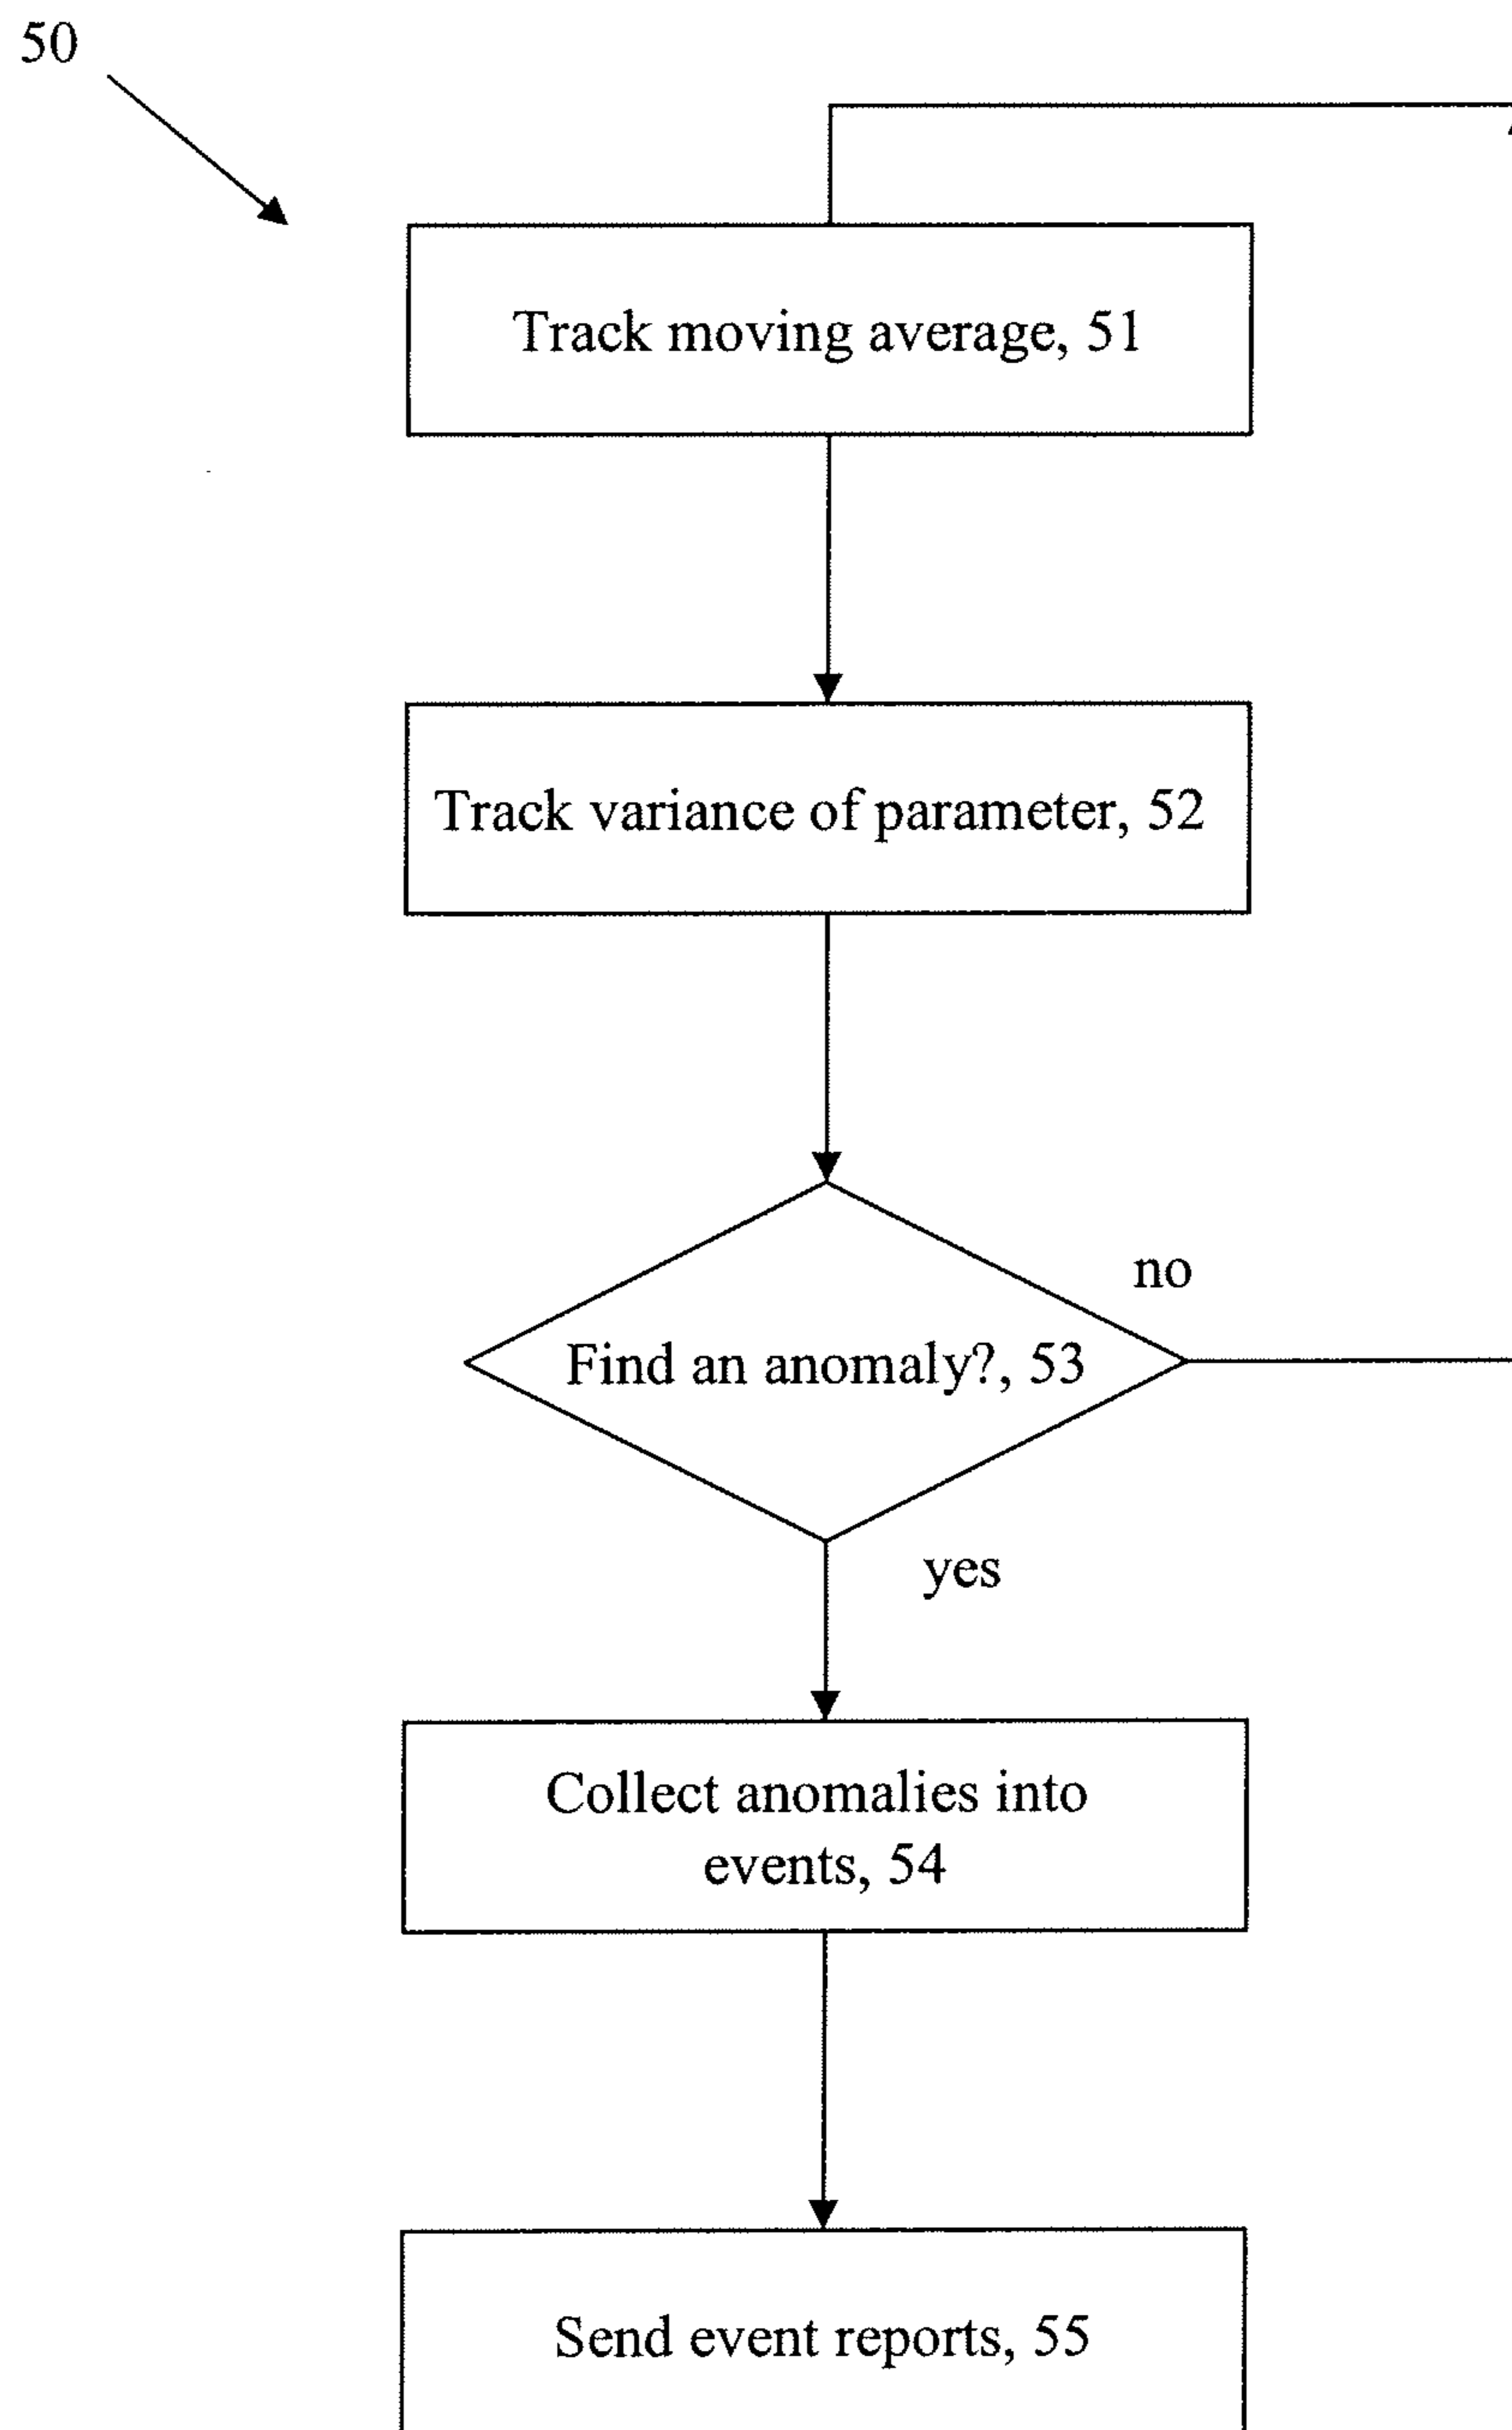 50
Track moving average, 51
Track variance of parameter, 52
no
Find an anomaly?, 53
yes
Collect anomalies into
events, 54
Send event reports, 55